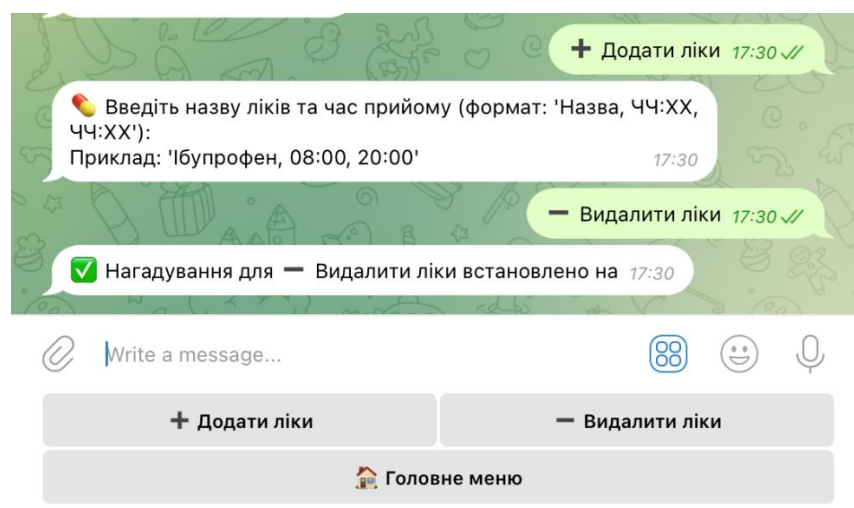 ➕ Додати ліки 17:30
💊 Введіть назву ліків та час прийому (формат: 'Назва, ЧЧ:ХХ,
ЧЧ:ХХ'):
Приклад: 'Ібупрофен, 08:00, 20:00' 17:30
➖ Видалити ліки 17:30
✅ Нагадування для ➖ Видалити ліки встановлено на 17:30
Write a message...
➕ Додати ліки
➖ Видалити ліки
🏠 Головне меню